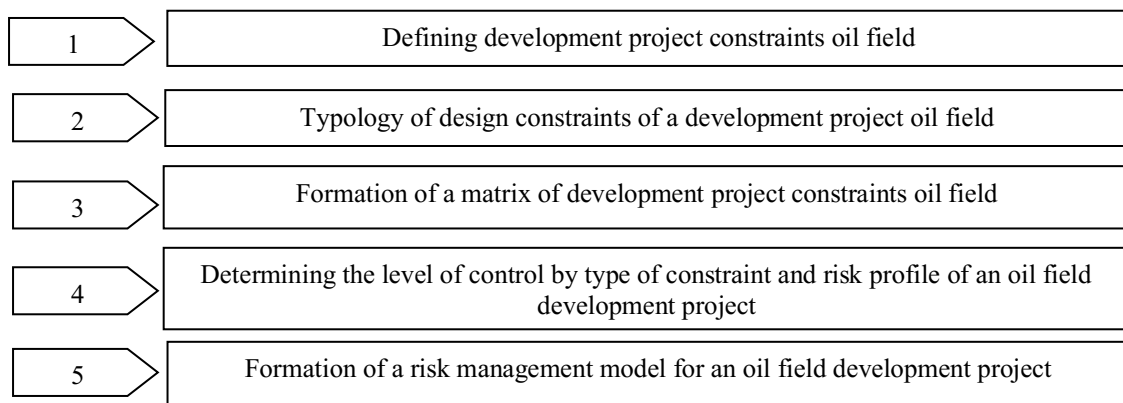 1
Defining development project constraints oil field
2
Typology of design constraints of a development project oil field
3
Formation of a matrix of development project constraints oil field
4
Determining the level of control by type of constraint and risk profile of an oil field
development project
5
Formation of a risk management model for an oil field development project